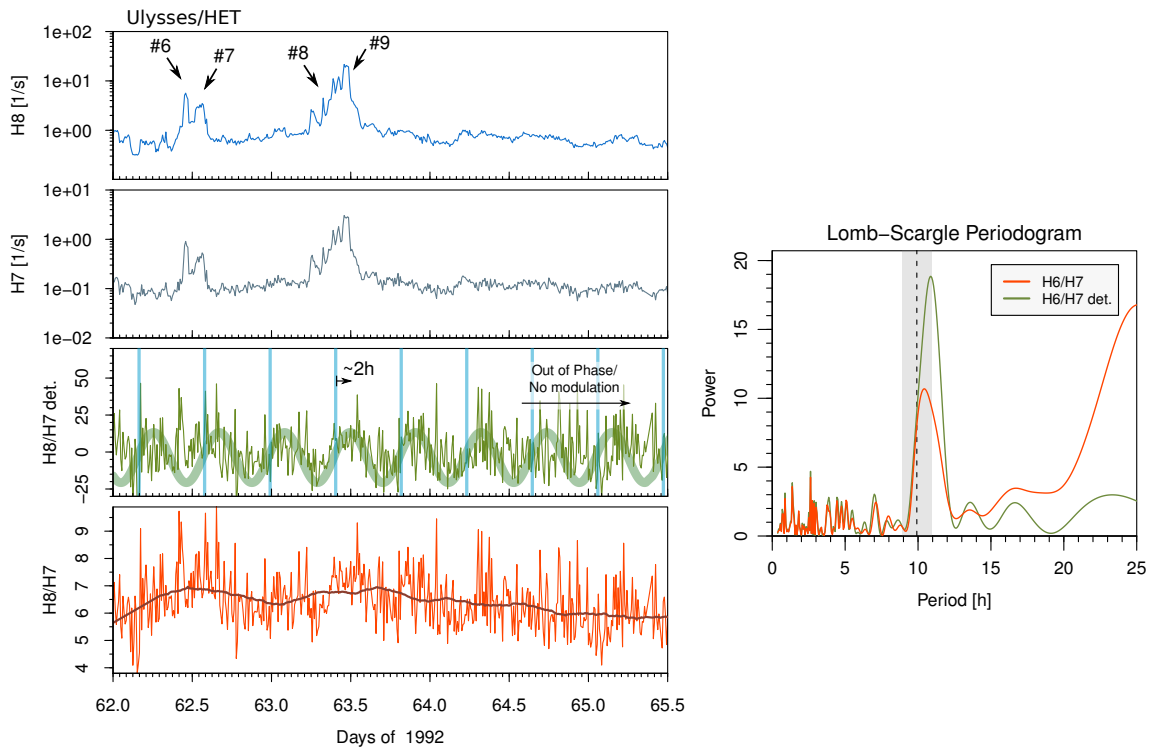 Ulysses/HET
H8 [1/s]
1e+02
1e+01
1e+00
#6
#7
#8
#9
H7 [1/s]
1e+01
1e+00
1e−01
1e−02
H8/H7 det.
50
25
0
−25
~2h
Out of Phase/
No modulation
H8/H7
9
8
7
6
5
4
62.0 62.5 63.0 63.5 64.0 64.5 65.0 65.5
Days of 1992
Lomb−Scargle Periodogram
Power
20
15
10
5
0
H6/H7
H6/H7 det.
0 5 10 15 20 25
Period [h]